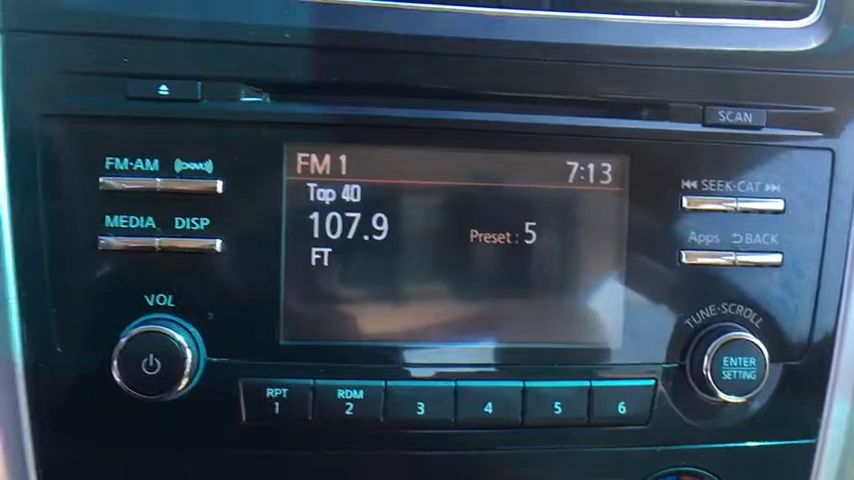 SCAN
FM·AM
((XM))
MEDIA DISP
VOL
FM 1 7:13
Top 40
107.9
FT
Preset : 5
SEEK·CAT
Apps BACK
TUNE·SCROLL
ENTER
SETTING
RPT
1
RDM
2
3
4
5
6